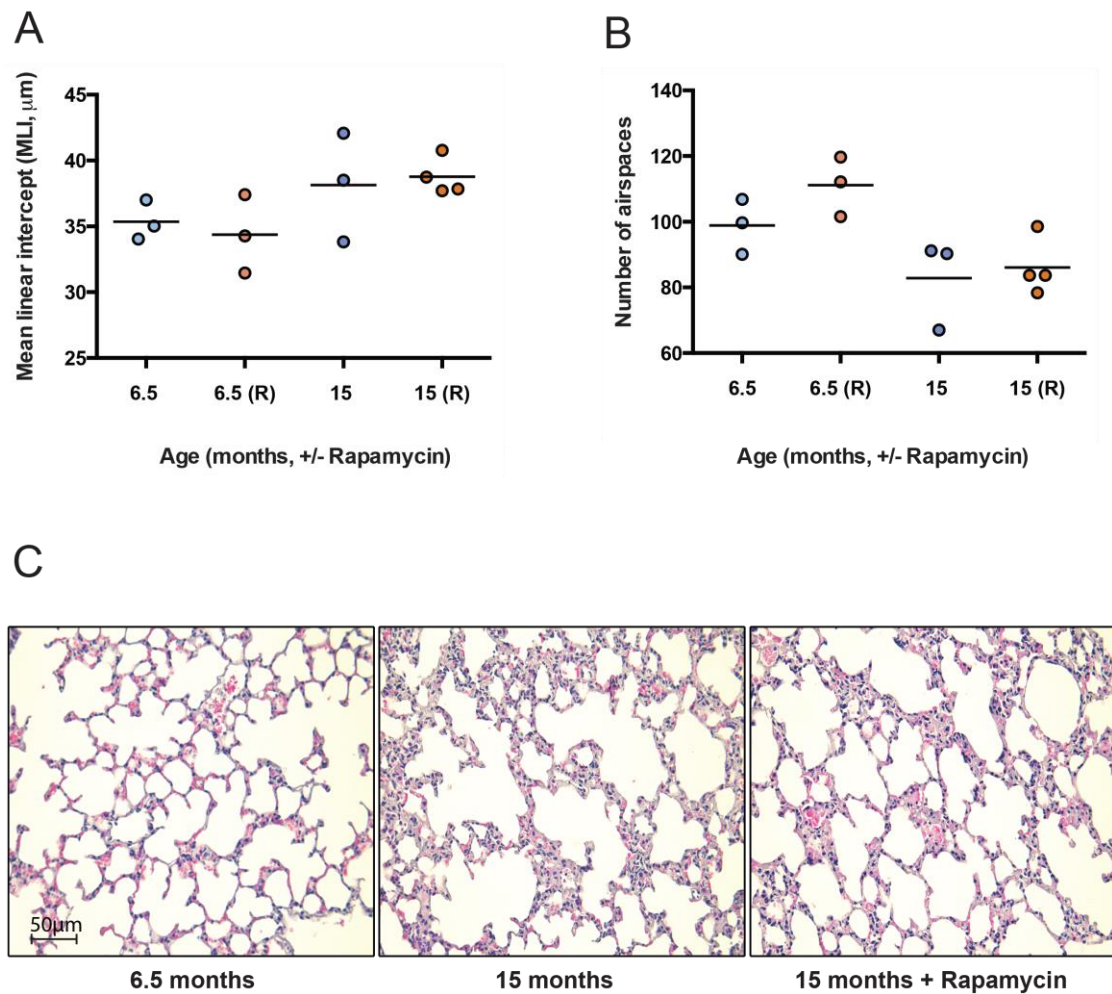 A
Mean linear intercept (MLI, μm)
45
40
35
30
25
6.5
6.5 (R)
15
15 (R)
Age (months, +/- Rapamycin)
B
Number of airspaces
140
120
100
80
60
6.5
6.5 (R)
15
15 (R)
Age (months, +/- Rapamycin)
C
50μm
6.5 months
15 months
15 months + Rapamycin